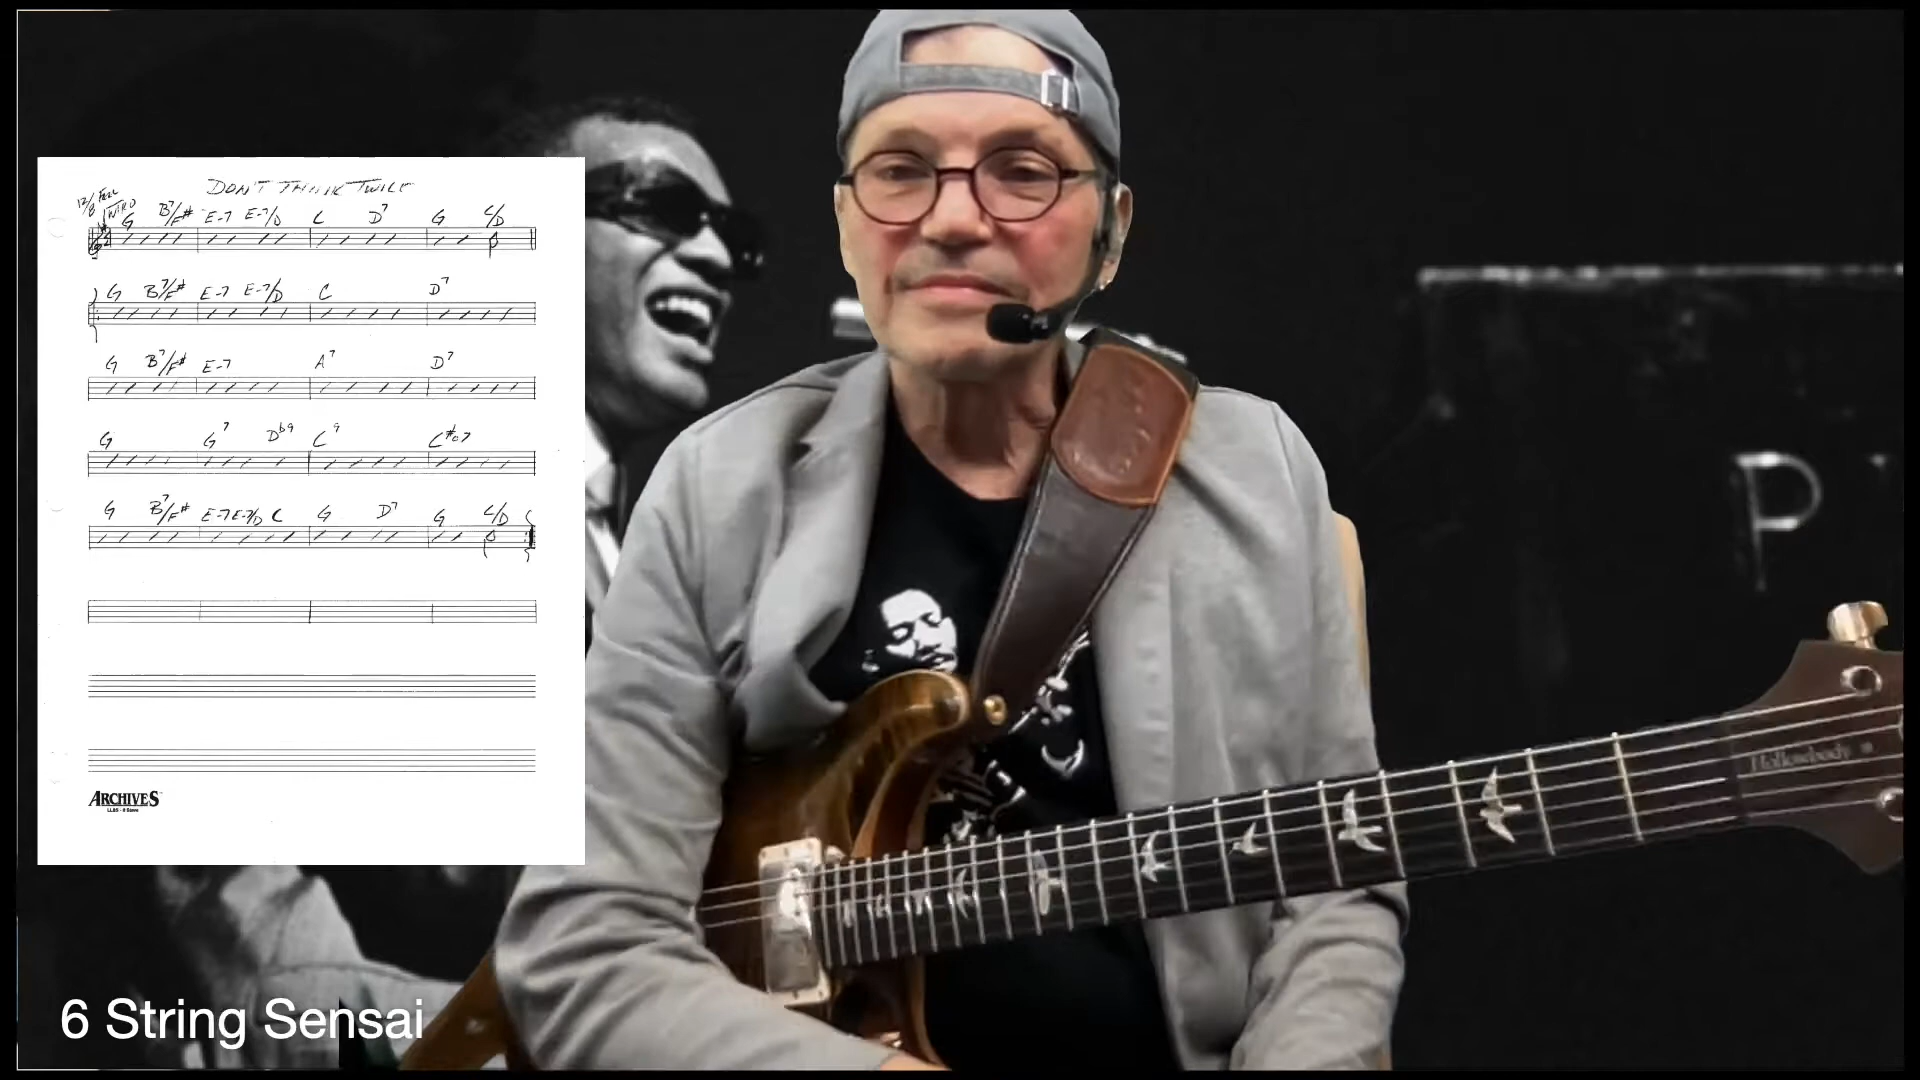 DON'T THINK TWICE
12/8 FEEL
INTRO
G B7/F# E-7 E-7/D C D7 G C/D
G B7/F# E-7 E-7/D C D7
G B7/F# E-7 A7 D7
G G7 Db9 C9 C#o7
G B7/F# E-7 E-7/D C G D7 G C/D
ARCHIVES
P
Hollowbody
6 String Sensai